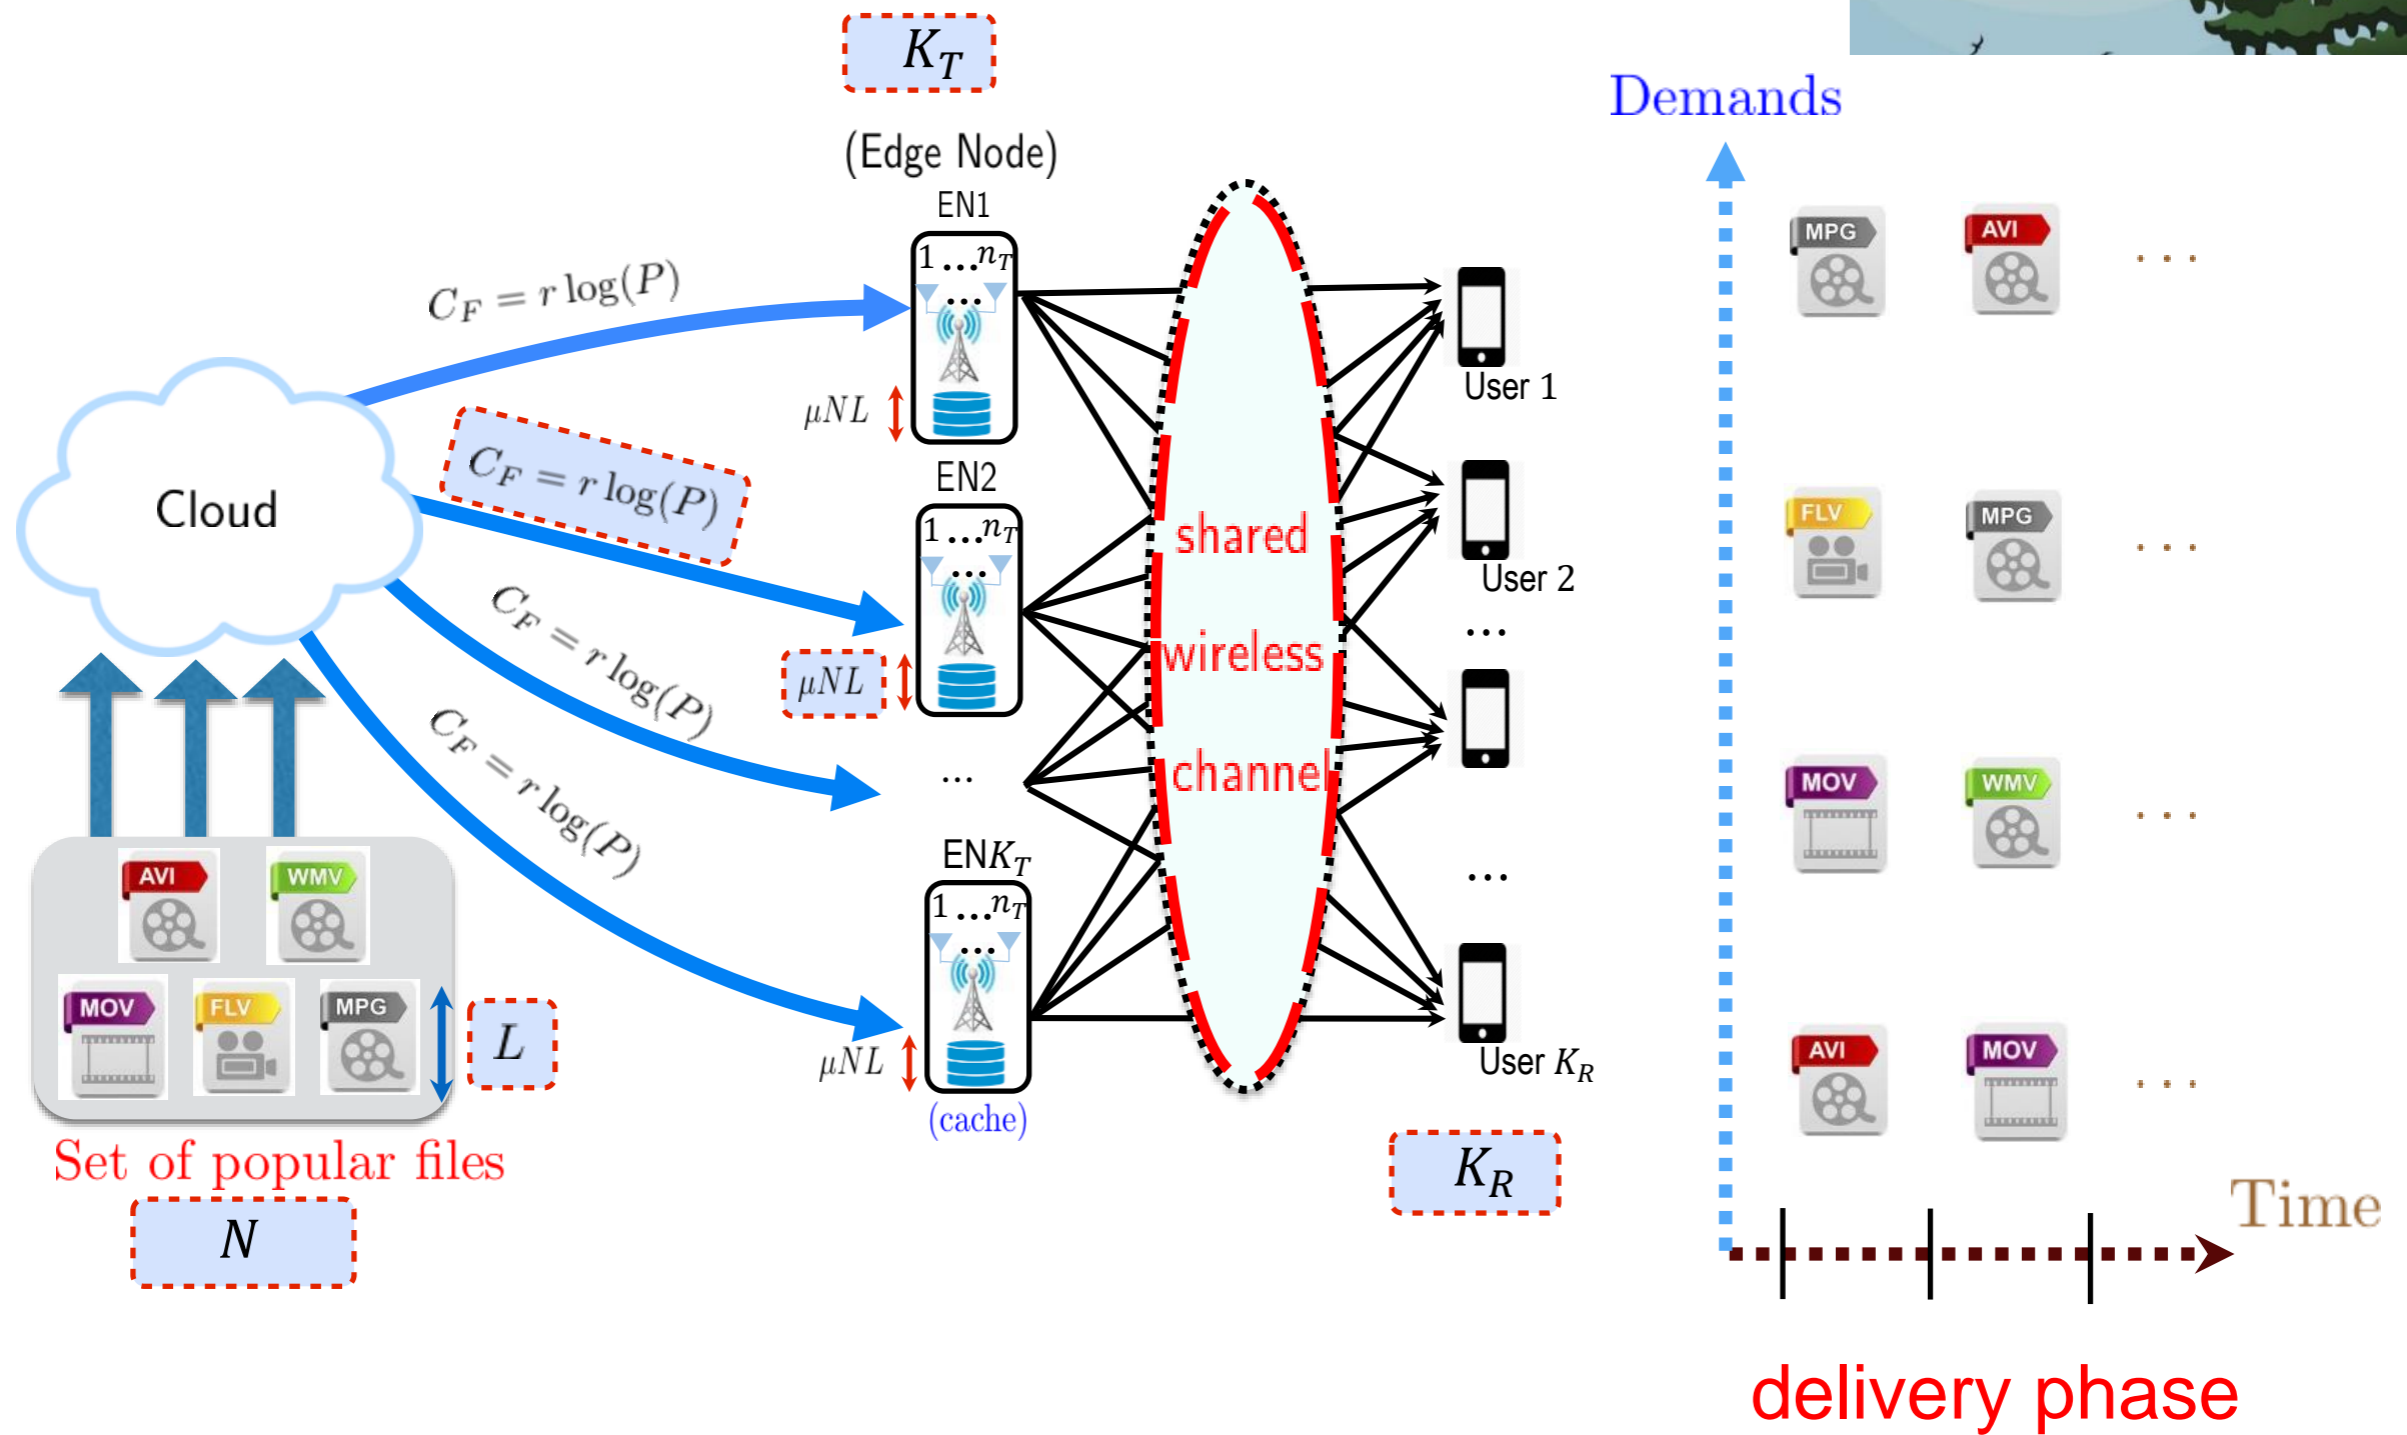 K_T
(Edge Node)
EN1
1 ... n_T
...
C_F = r log(P)
μNL
C_F = r log(P)
EN2
1 ... n_T
...
μNL
Cloud
C_F = r log(P)
C_F = r log(P)
...
ENK_T
1 ... n_T
...
μNL
(cache)
AVI
WMV
MOV
FLV
MPG
L
Set of popular files
N
shared
wireless
channel
User 1
User 2
...
...
User K_R
K_R
Demands
MPG
AVI
...
FLV
MPG
...
MOV
WMV
...
AVI
MOV
...
Time
delivery phase